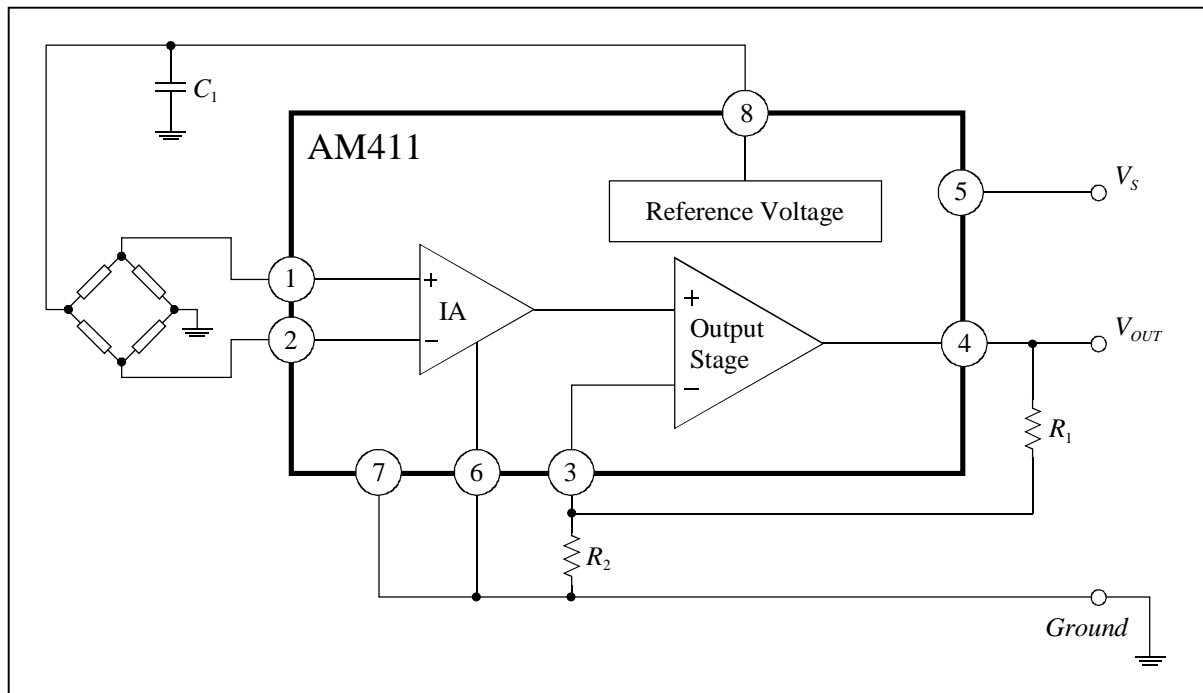 C1
8
AM411
5
VS
Reference Voltage
1
+
IA
+
Output
Stage
2
−
−
4
VOUT
R1
7
6
3
R2
Ground